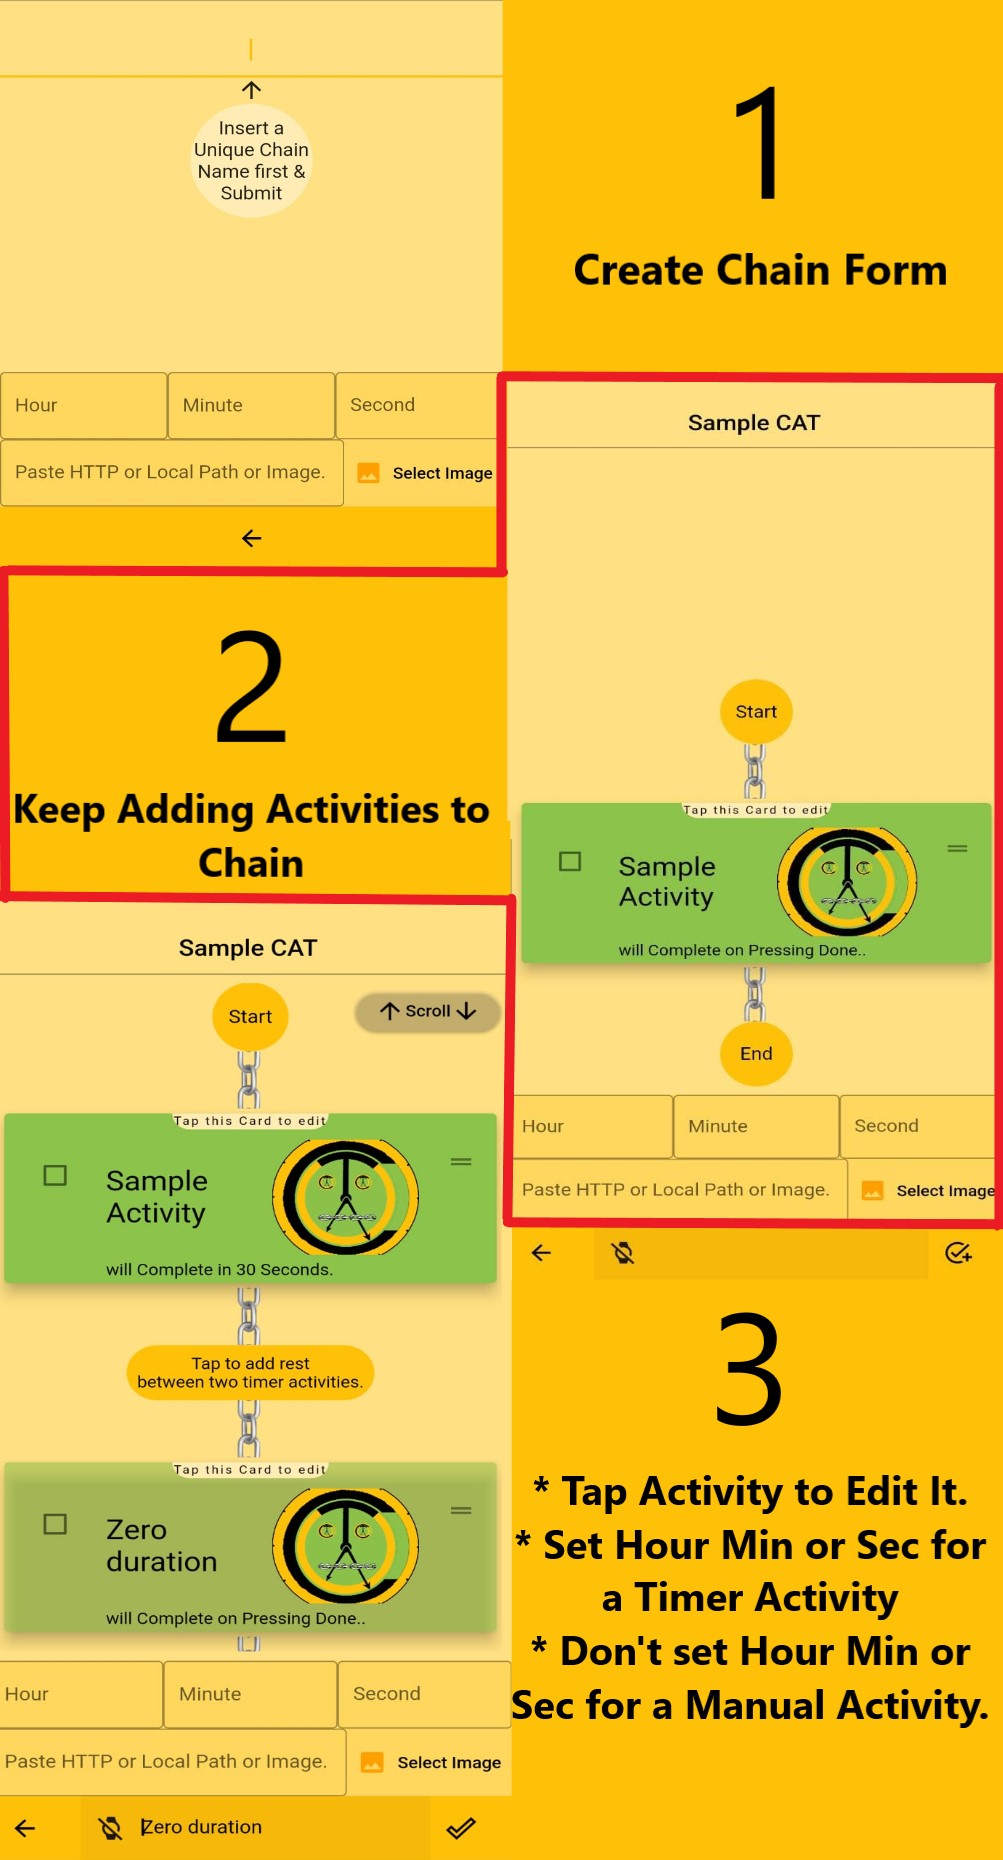 Insert a
Unique Chain
Name first &
Submit
Hour
Minute
Second
Paste HTTP or Local Path or Image.
Select Image
1
Create Chain Form
2
Keep Adding Activities to
Chain
Sample CAT
Start
Tap this Card to edit
Sample
Activity
will Complete on Pressing Done..
End
Hour
Minute
Second
Paste HTTP or Local Path or Image.
Select Image
Sample CAT
Start
Scroll
Tap this Card to edit
Sample
Activity
will Complete in 30 Seconds.
Tap to add rest
between two timer activities.
Tap this Card to edit
Zero
duration
will Complete on Pressing Done..
Hour
Minute
Second
Paste HTTP or Local Path or Image.
Select Image
Zero duration
3
* Tap Activity to Edit It.
* Set Hour Min or Sec for
a Timer Activity
* Don't set Hour Min or
Sec for a Manual Activity.